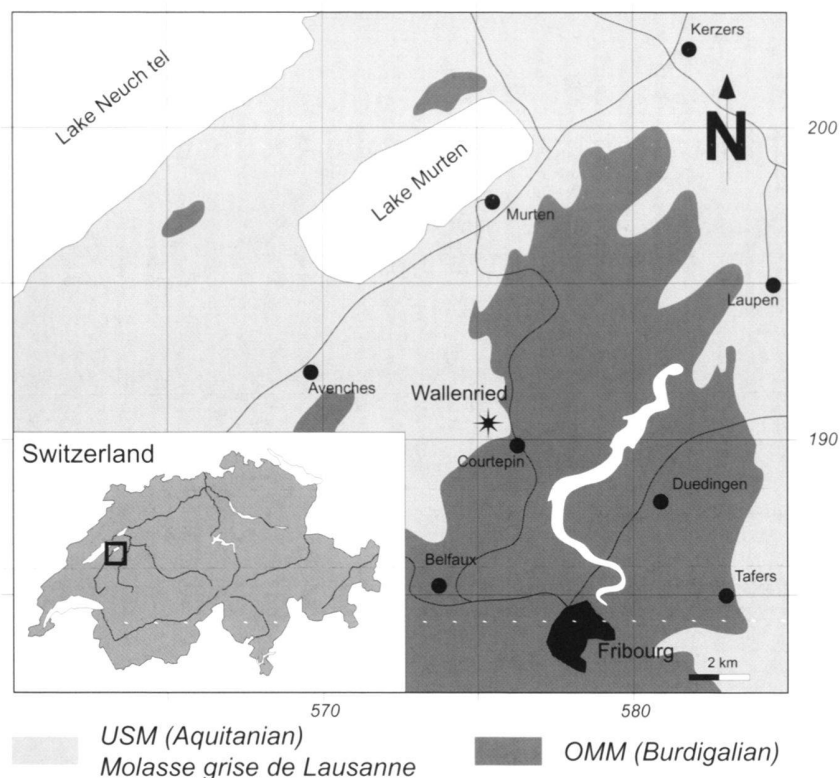 Kerzers
Lake Neuch tel
N
200
Lake Murten
Murten
Laupen
Avenches
Wallenried
190
Switzerland
Courtepin
Duedingen
Belfaux
Tafers
Fribourg
2 km
570
580
USM (Aquitanian)
Molasse grise de Lausanne
OMM (Burdigalian)